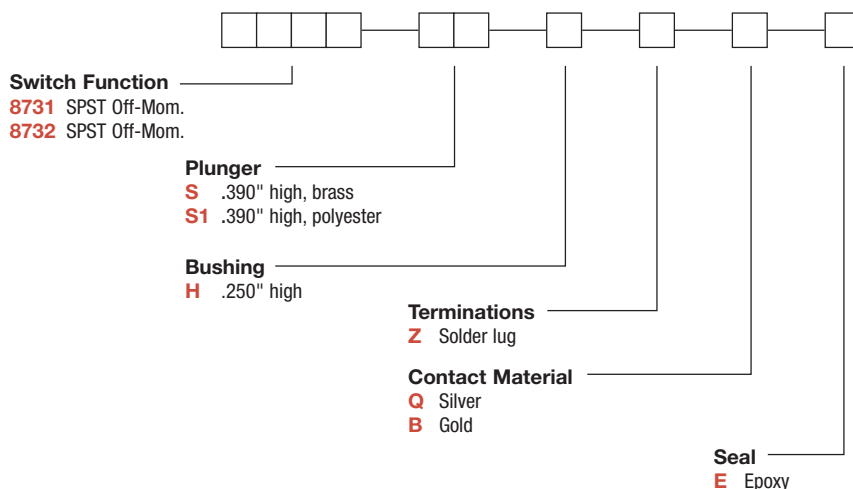 Switch Function
8731 SPST Off-Mom.
8732 SPST Off-Mom.
Plunger
S .390" high, brass
S1 .390" high, polyester
Bushing
H .250" high
Terminations
Z Solder lug
Contact Material
Q Silver
B Gold
Seal
E Epoxy